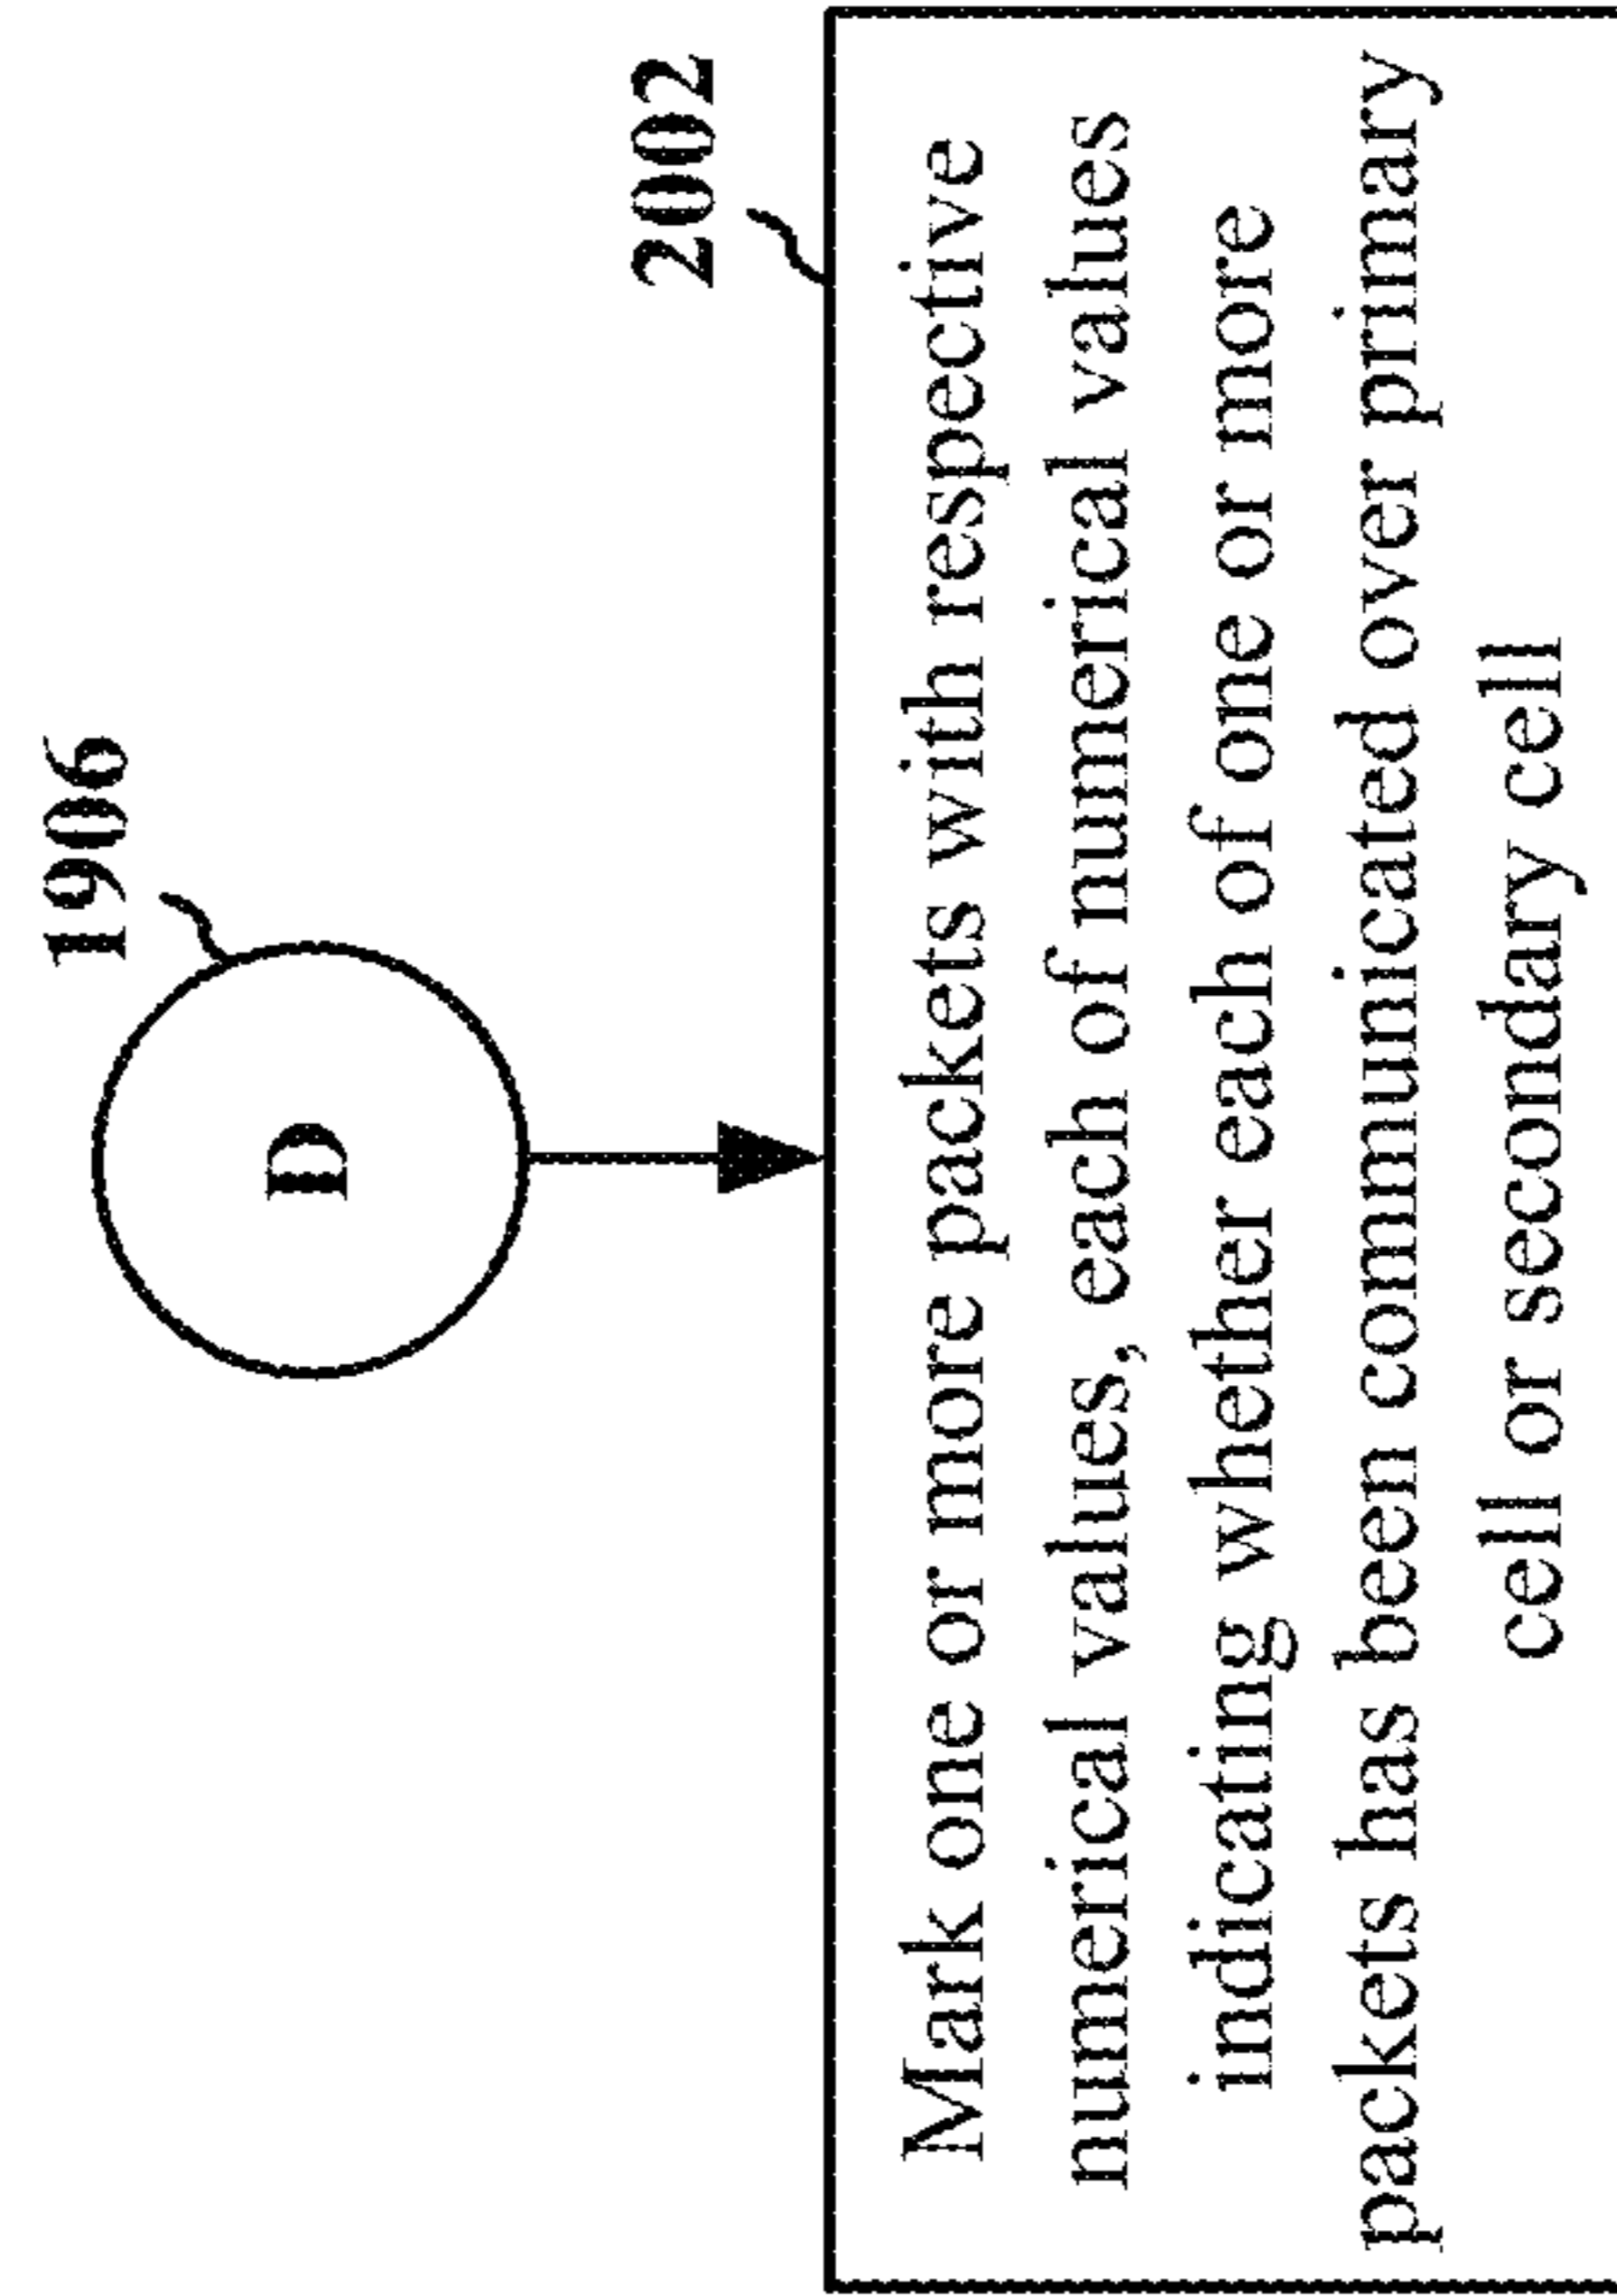 1906
D
2002
Mark one or more packets with respective
numerical values, each of numerical values
indicating whether each of one or more
packets has been communicated over primary
cell or secondary cell